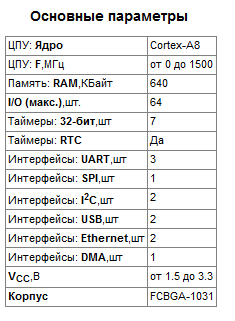 Основные параметры
ЦПУ: Ядро Cortex-A8
ЦПУ: F,МГц от 0 до 1500
Память: RAM,КБайт 640
I/O (макс.),шт. 64
Таймеры: 32-бит,шт 7
Таймеры: RTC Да
Интерфейсы: UART,шт 3
Интерфейсы: SPI,шт 1
Интерфейсы: I²C,шт 2
Интерфейсы: USB,шт 2
Интерфейсы: Ethernet,шт 2
Интерфейсы: DMA,шт 1
VCC,В от 1.5 до 3.3
Корпус FCBGA-1031